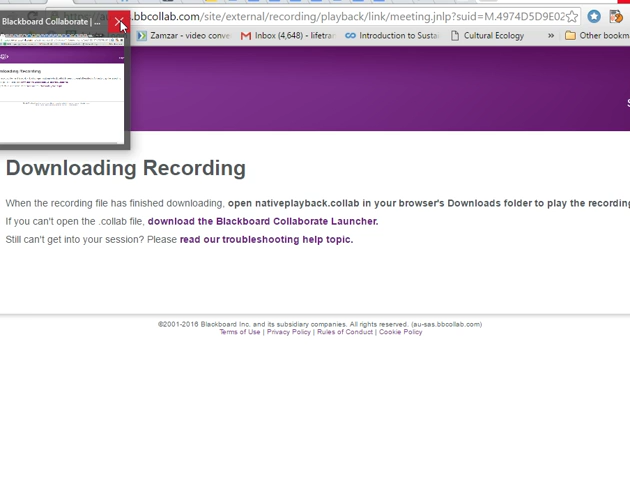 Blackboard Collaborate | ...
.bbcollab.com/site/external/recording/playback/link/meeting.jnlp?suid=M.4974D5D9E02
Zamzar - video conve
Inbox (4,648) - lifetra
Introduction to Susta
Cultural Ecology
»
Other bookm
Downloading Recording
When the recording file has finished downloading, open nativeplayback.collab in your browser's Downloads folder to play the recording
If you can't open the .collab file, download the Blackboard Collaborate Launcher.
Still can't get into your session? Please read our troubleshooting help topic.
©2001-2016 Blackboard Inc. and its subsidiary companies. All rights reserved. (au-sas.bbcollab.com)
Terms of Use | Privacy Policy | Rules of Conduct | Cookie Policy